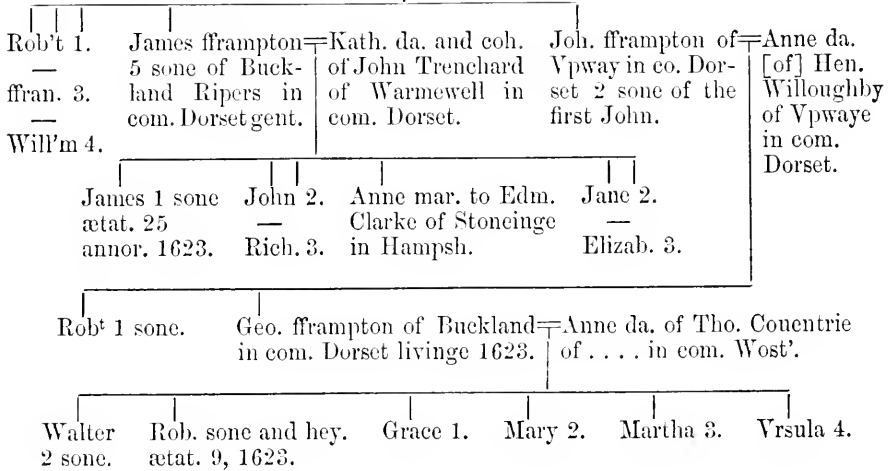 Rob't 1.
—
ffran. 3.
—
Will'm 4.
James fframpton
5 sone of Buck-
land Ripers in
com. Dorset gent.
Kath. da. and coh.
of John Trenchard
of Warmewell in
com. Dorset.
Joh. fframpton of
Vpway in co. Dor-
set 2 sone of the
first John.
Anne da.
[of] Hen.
Willoughby
of Vpwaye
in com.
Dorset.
James 1 sone
ætat. 25
annor. 1623.
John 2.
—
Rich. 3.
Anne mar. to Edm.
Clarke of Stoneinge
in Hampsh.
Jane 2.
—
Elizab. 3.
Robᵗ 1 sone.
Geo. fframpton of Buckland
in com. Dorset livinge 1623.
Anne da. of Tho. Couentrie
of . . . . in com. Wost'.
Walter
2 sone.
Rob. sone and hey.
ætat. 9, 1623.
Grace 1.
Mary 2.
Martha 3.
Vrsula 4.